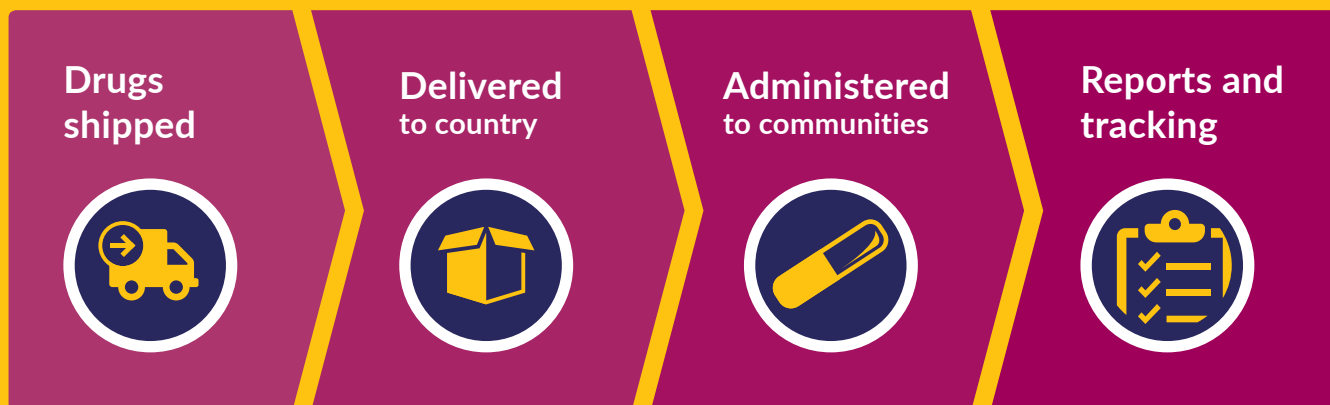 Drugs
shipped
Delivered
to country
Administered
to communities
Reports and
tracking